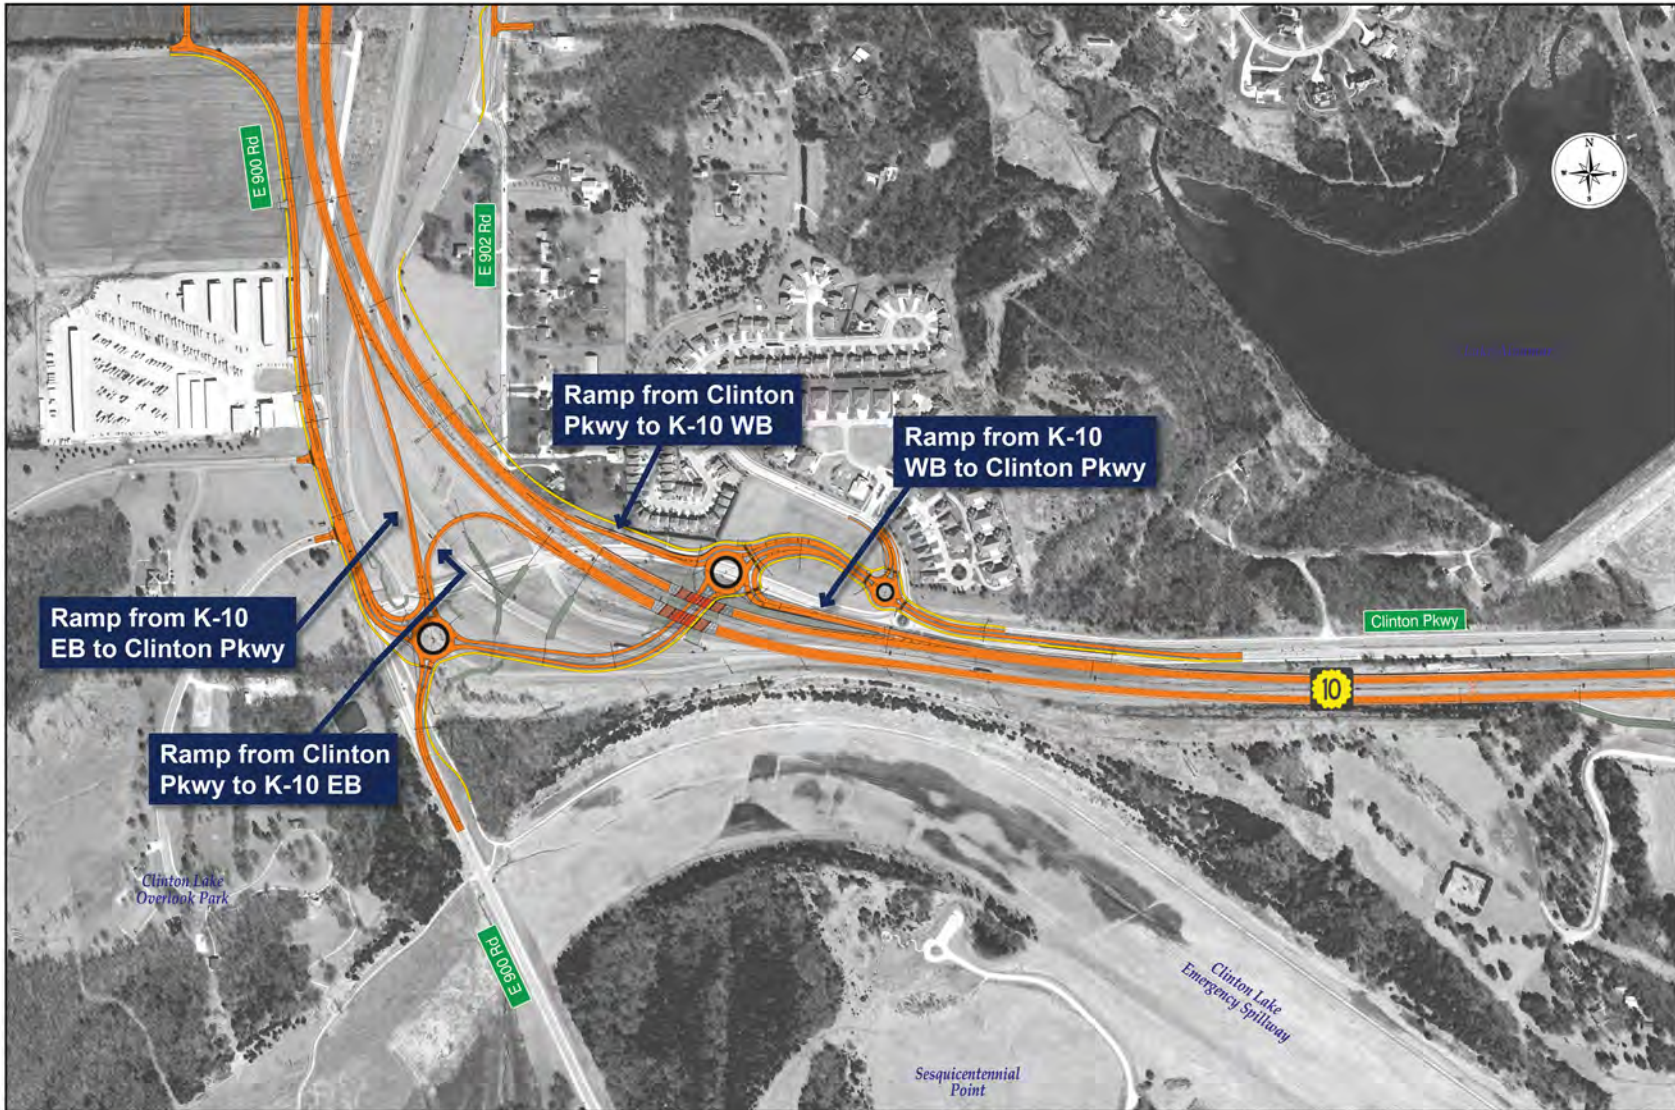 N
W
E
S
E 900 Rd
E 902 Rd
Ramp from Clinton
Pkwy to K-10 WB
Ramp from K-10
WB to Clinton Pkwy
Ramp from K-10
EB to Clinton Pkwy
Clinton Pkwy
10
Ramp from Clinton
Pkwy to K-10 EB
Clinton Lake
Overlook Park
E 900 Rd
Clinton Lake
Emergency Spillway
Sesquicentennial
Point